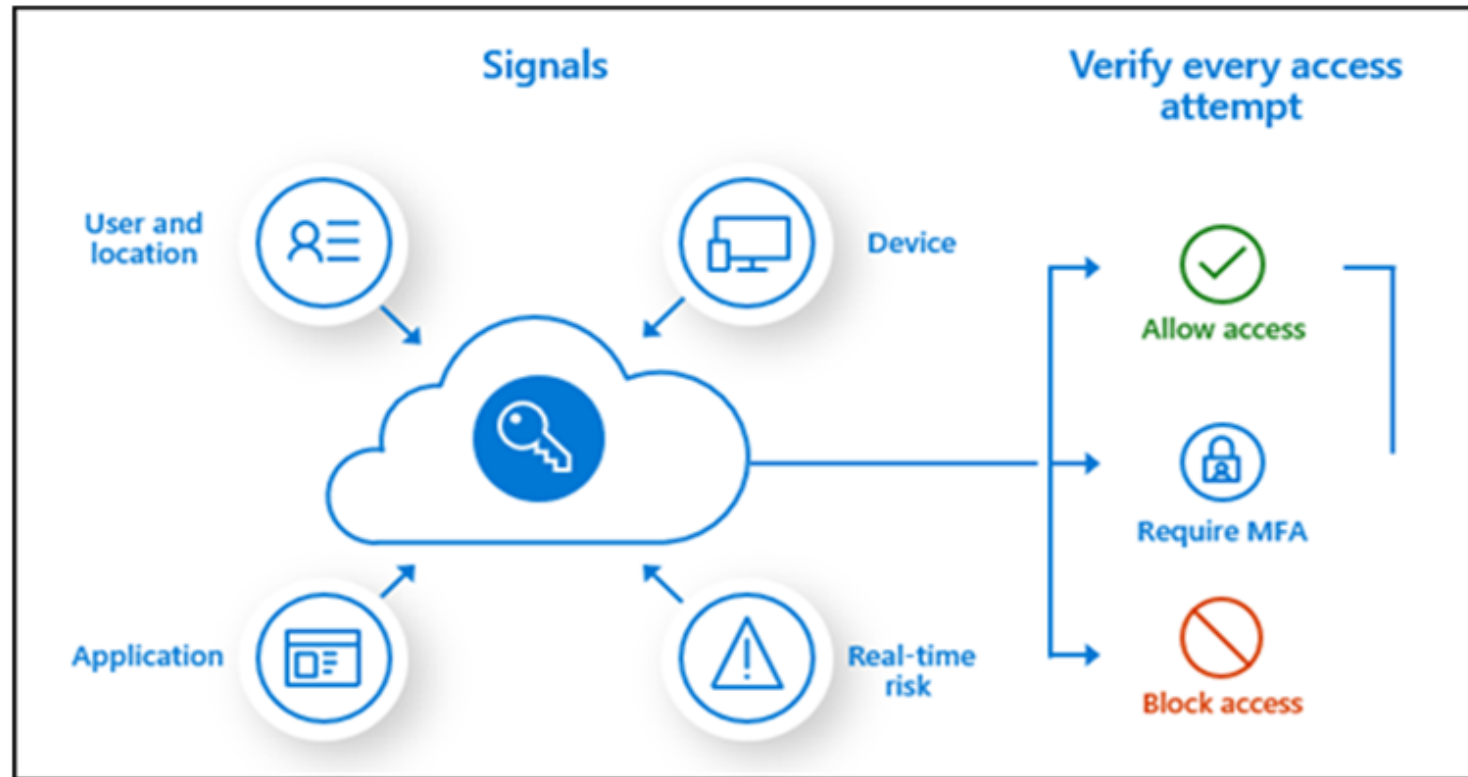 Signals
Verify every access
attempt
User and
location
Device
Allow access
Require MFA
Application
Real-time
risk
Block access